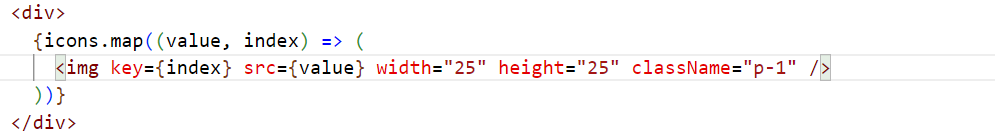 <div>
{icons.map((value, index) => (
<img key={index} src={value} width="25" height="25" className="p-1" />
))}
</div>